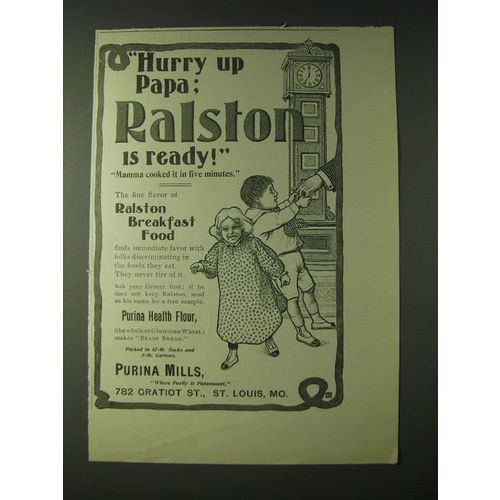 "Hurry up
Papa;
Ralston
is ready!"
"Mamma cooked it in five minutes."
The fine flavor of
Ralston
Breakfast
Food
finds immediate favor with
folks discriminating in
the foods they eat.
They never tire of it.
Ask your Grocer first; if he
does not keep Ralston, send
us his name for a free sample.
Purina Health Flour,
(the whole of Glutenous Wheat,)
makes "BRAIN BREAD."
Packed in 12-lb. Sacks and
5-lb. Cartons.
PURINA MILLS,
"Where Purity is Paramount,"
782 GRATIOT ST., ST. LOUIS, MO.